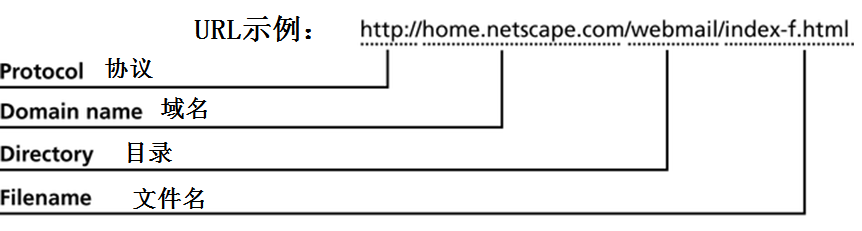 URL示例： http://home.netscape.com/webmail/index-f.html
Protocol 协议
Domain name 域名
Directory 目录
Filename 文件名